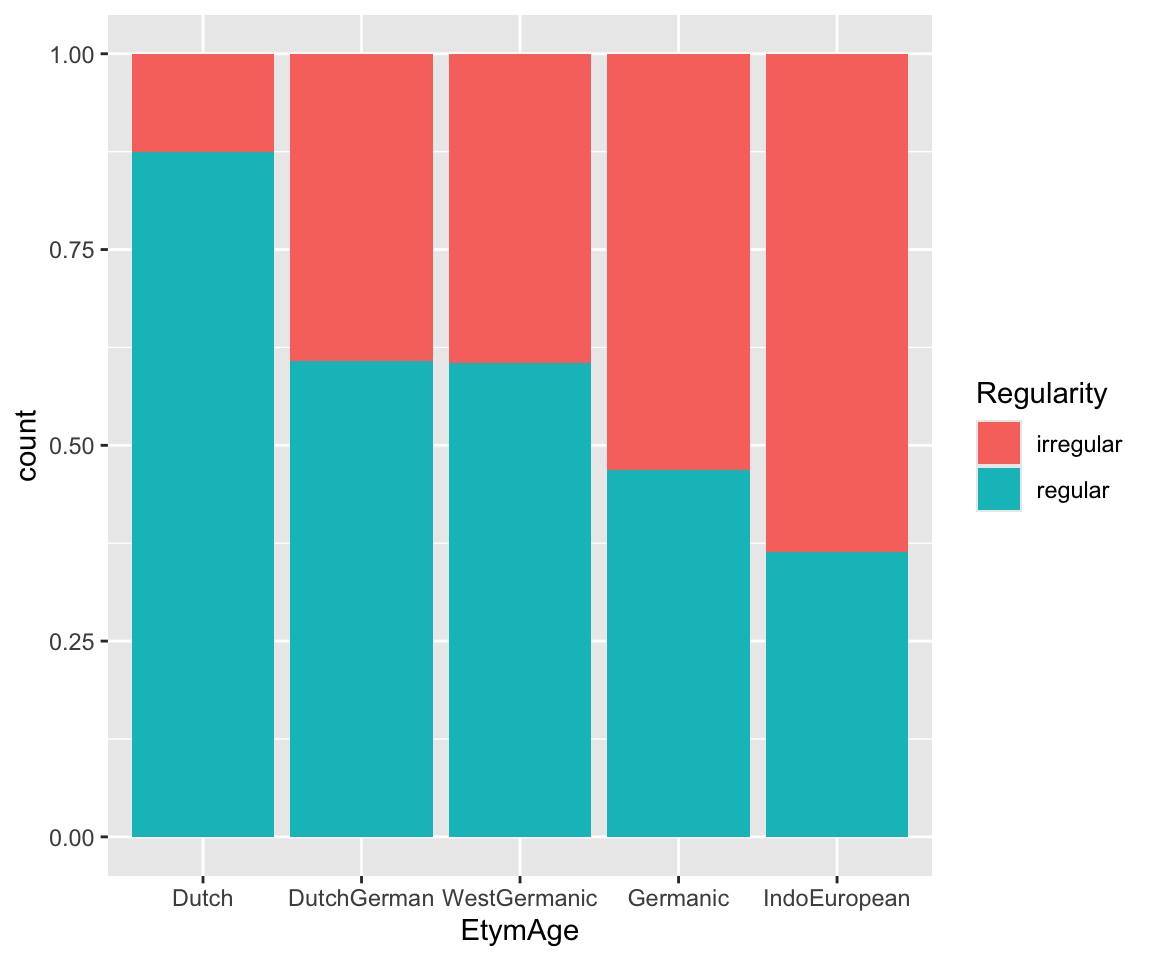 1.00
0.75
0.50
0.25
0.00
count
Dutch DutchGerman WestGermanic Germanic IndoEuropean
EtymAge
Regularity
irregular
regular